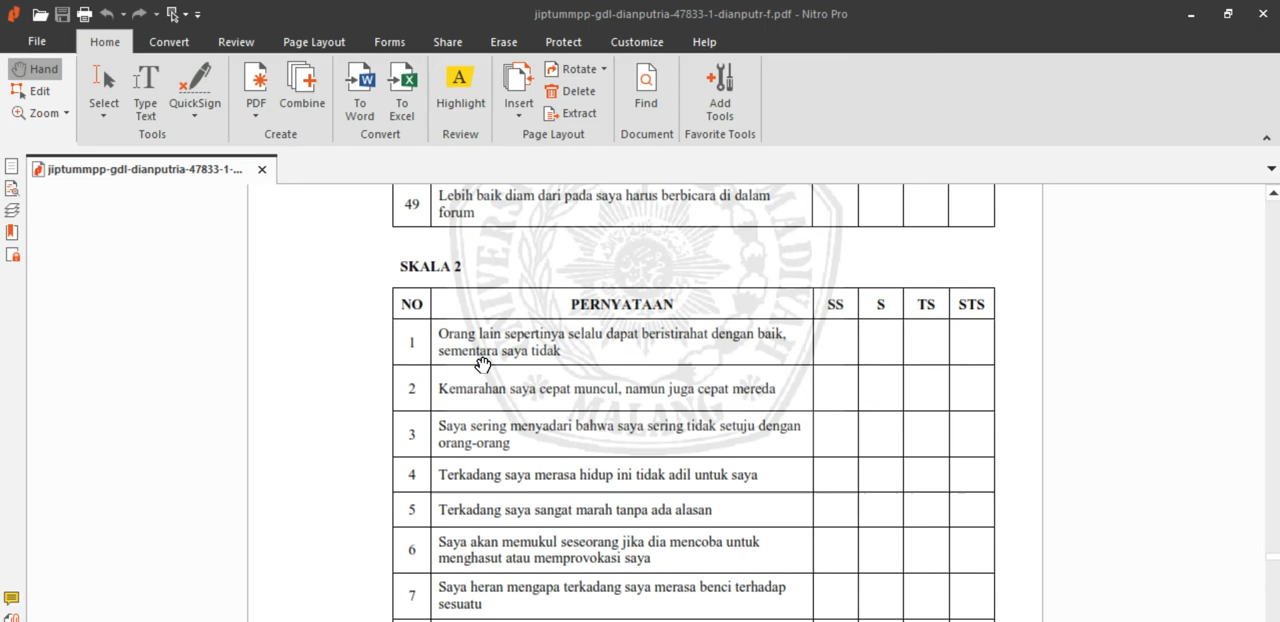 jiptummpp-gdl-dianputria-47833-1-dianputr-f.pdf - Nitro Pro
File
Home
Convert
Review
Page Layout
Forms
Share
Erase
Protect
Customize
Help
Hand
Edit
Zoom
Select
Type
Text
QuickSign
Tools
PDF
Combine
Create
To
Word
To
Excel
Convert
Highlight
Review
Insert
Rotate
Delete
Extract
Page Layout
Find
Document
Add
Tools
Favorite Tools
jiptummpp-gdl-dianputria-47833-1-...
49
Lebih baik diam dari pada saya harus berbicara di dalam
forum
SKALA 2
NO PERNYATAAN SS S TS STS
1
Orang lain sepertinya selalu dapat beristirahat dengan baik,
sementara saya tidak
2 Kemarahan saya cepat muncul, namun juga cepat mereda
3
Saya sering menyadari bahwa saya sering tidak setuju dengan
orang-orang
4 Terkadang saya merasa hidup ini tidak adil untuk saya
5 Terkadang saya sangat marah tanpa ada alasan
6
Saya akan memukul seseorang jika dia mencoba untuk
menghasut atau memprovokasi saya
7
Saya heran mengapa terkadang saya merasa benci terhadap
sesuatu
MALANG